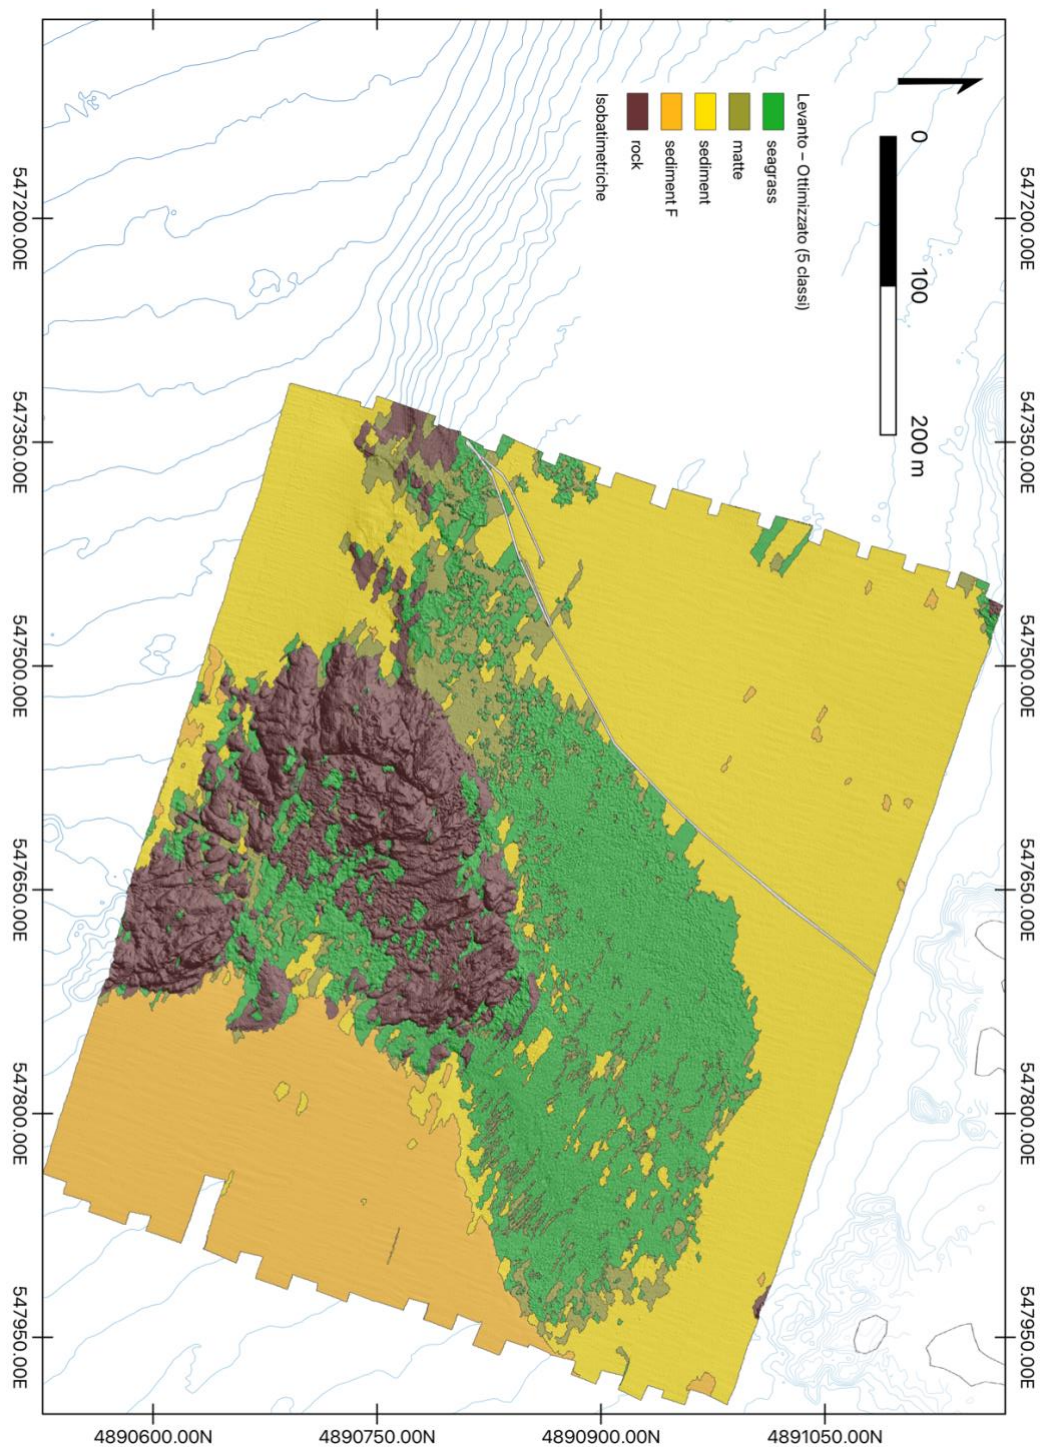 547200.00E
547350.00E
547500.00E
547650.00E
547800.00E
547950.00E
0
100
200 m
Levanto – Ottimizzato (5 classi)
seagrass
matte
sediment
sediment F
rock
Isobatimetriche
4891050.00N
4890900.00N
4890750.00N
4890600.00N
547200.00E
547350.00E
547500.00E
547650.00E
547800.00E
547950.00E